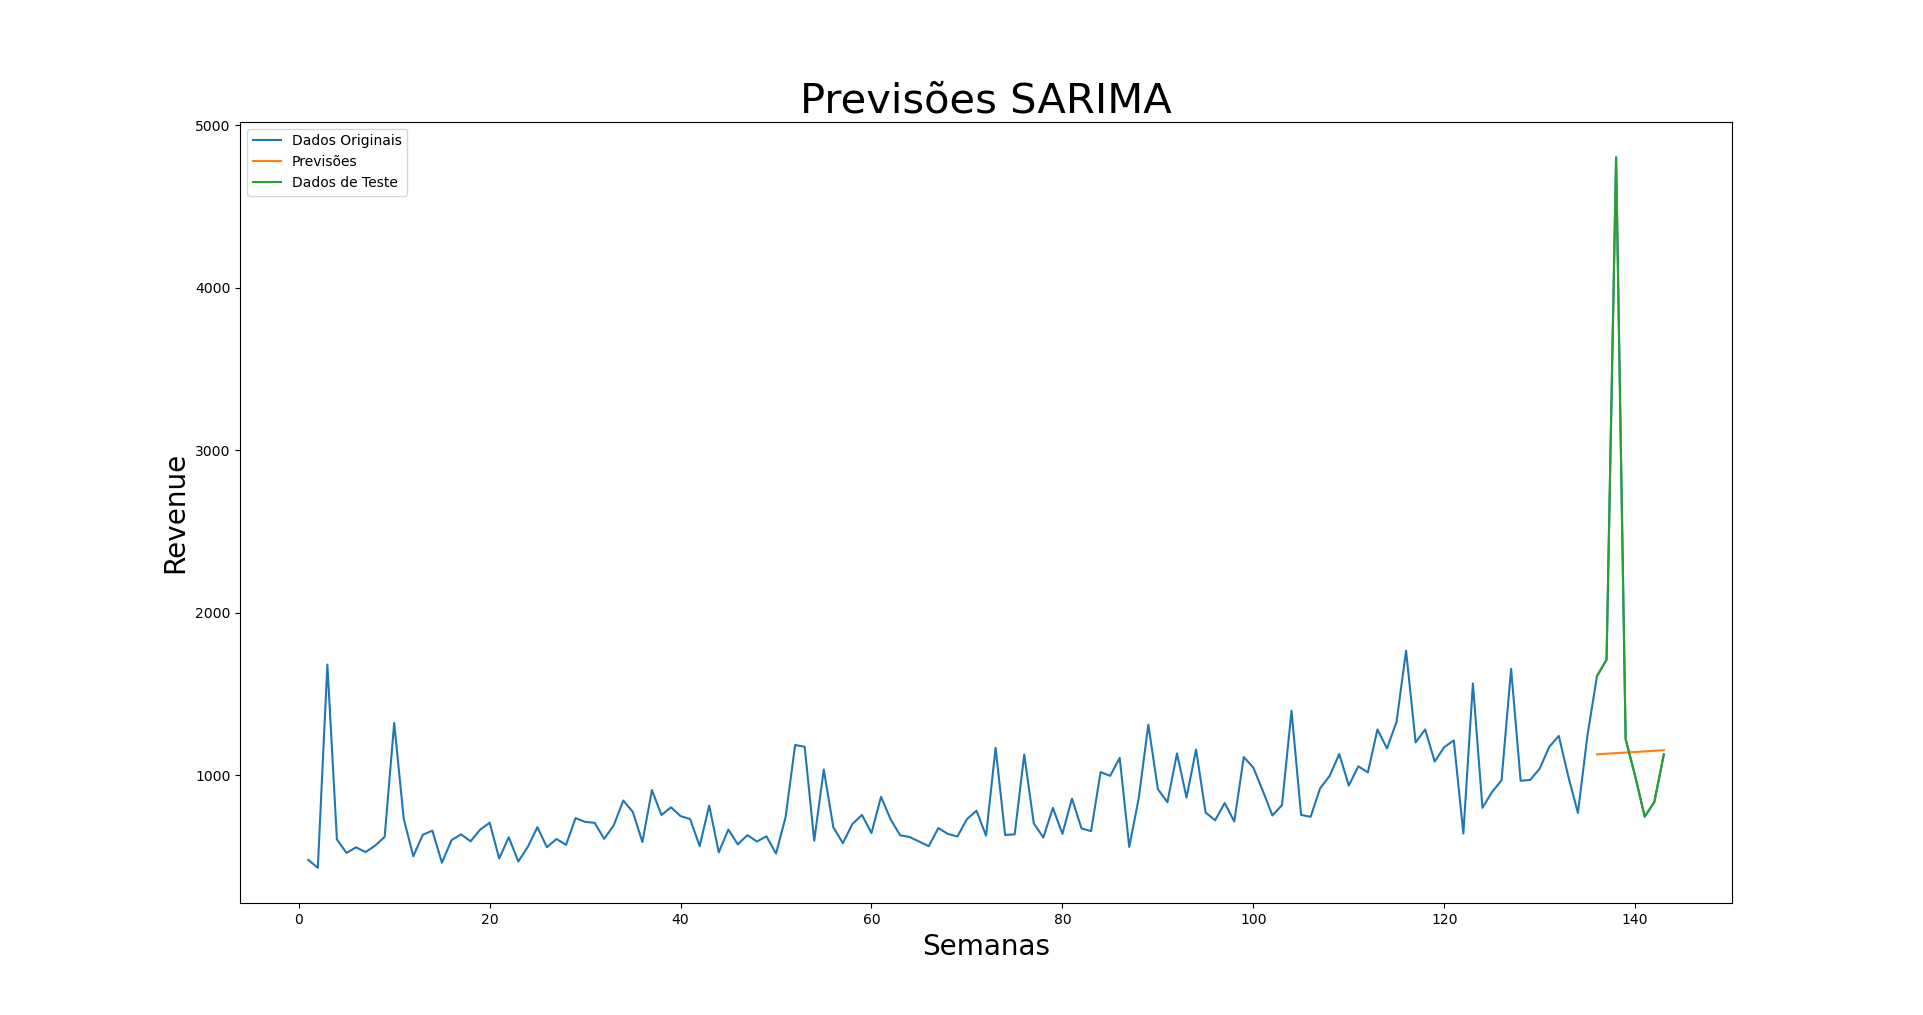 Previsões SARIMA
Dados Originais
Previsões
Dados de Teste
5000
4000
3000
2000
1000
Revenue
0 20 40 60 80 100 120 140
Semanas